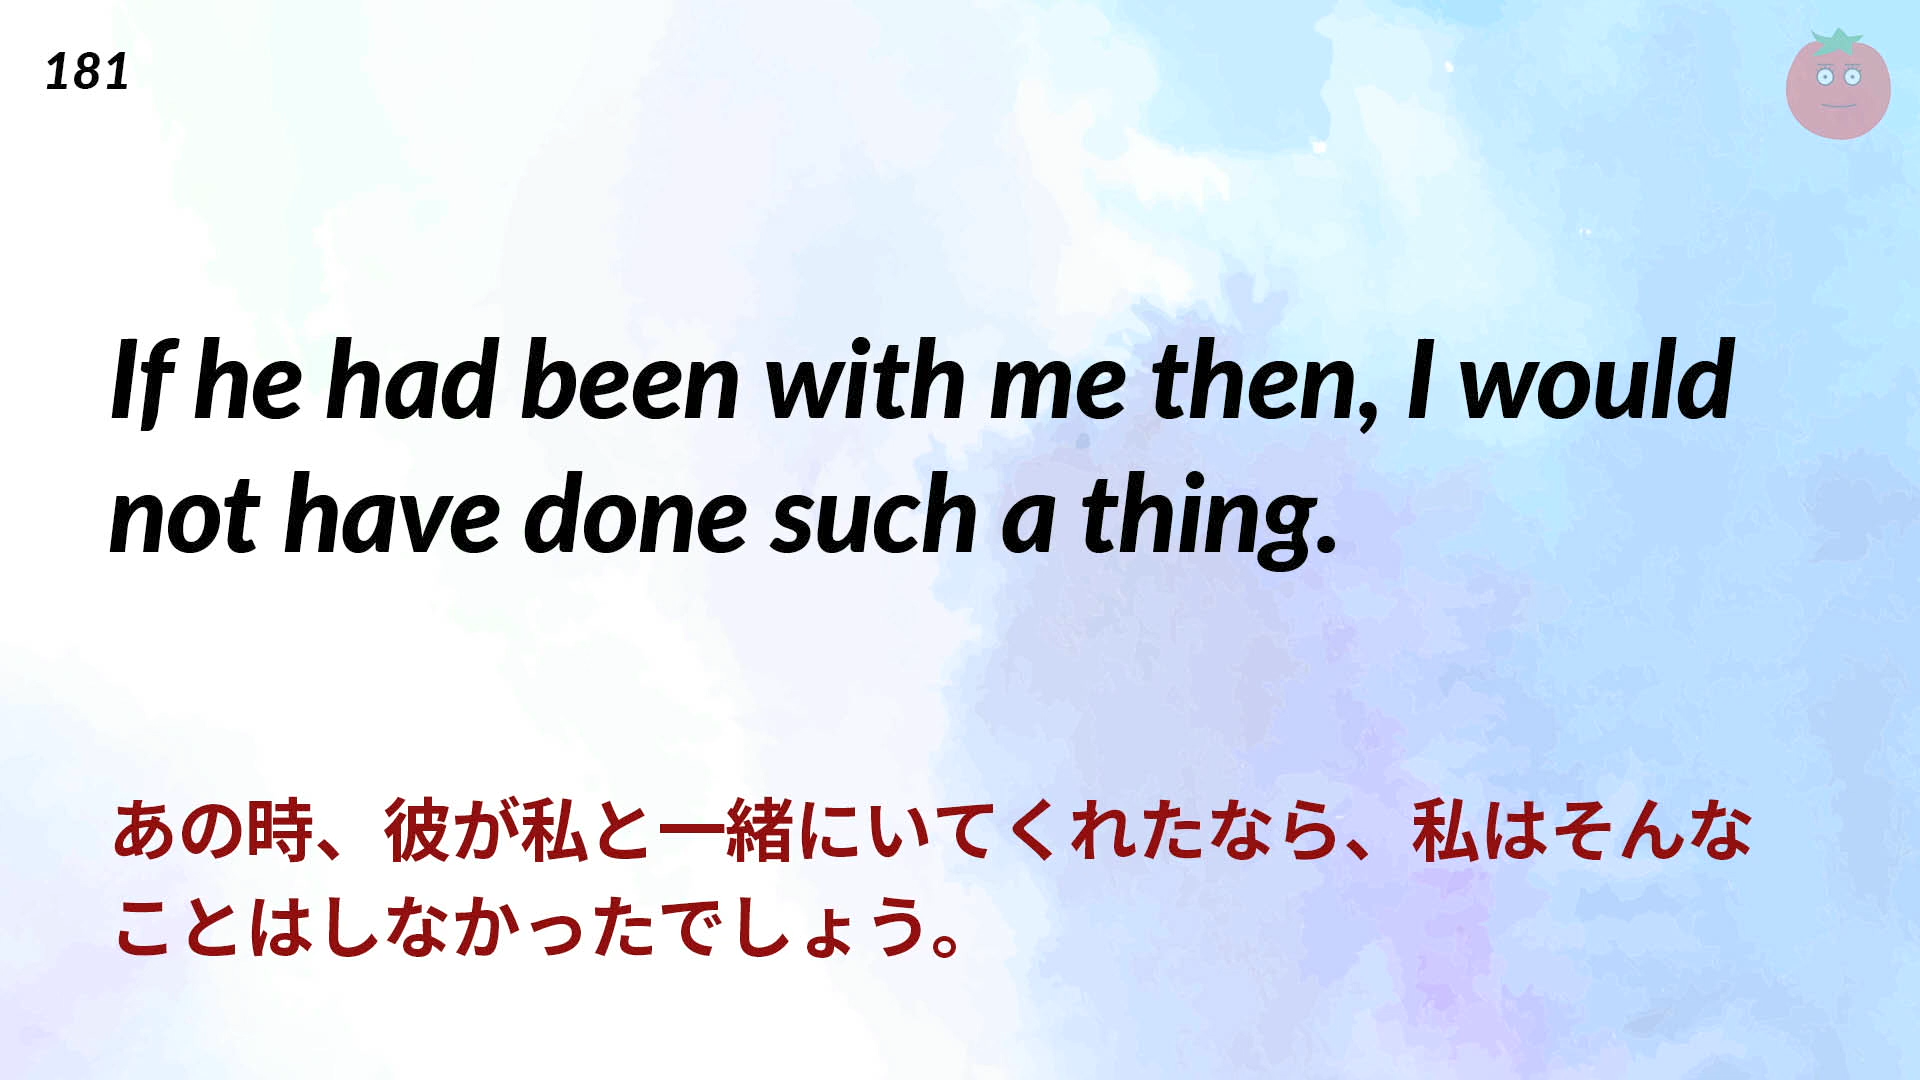 181
If he had been with me then, I would
not have done such a thing.
あの時、彼が私と一緒にいてくれたなら、私はそんな
ことはしなかったでしょう。